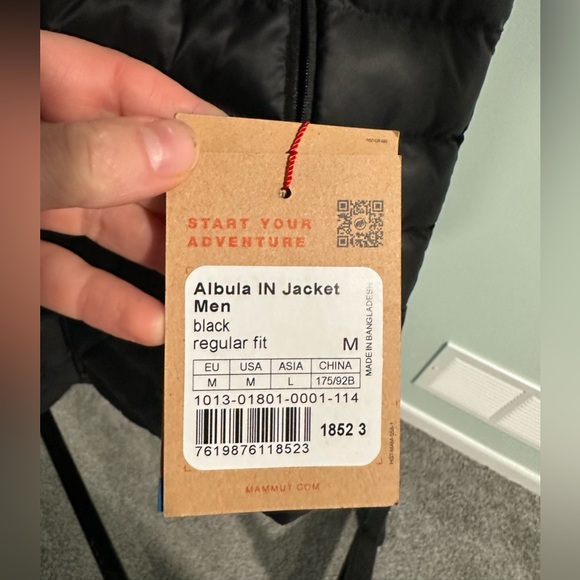 START YOUR
ADVENTURE
Albula IN Jacket
Men
black
regular fit M
MADE IN BANGLADESH
EU USA ASIA CHINA
M M L 175/92B
1013-01801-0001-114
7619876118523
1852 3
MAMMUT.COM